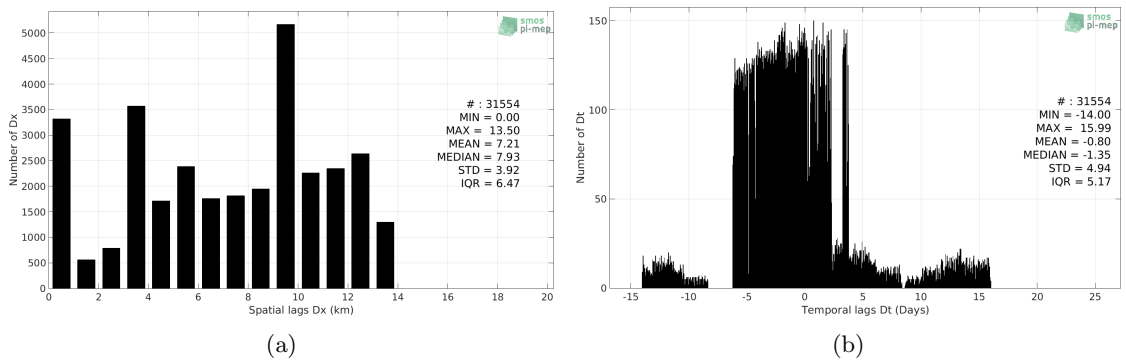 5000
4500
4000
3500
3000
2500
2000
1500
1000
500
0
Number of Dx
0 2 4 6 8 10 12 14 16 18 20
Spatial lags Dx (km)
smos
pi-mep
# : 31554
MIN = 0.00
MAX = 13.50
MEAN = 7.21
MEDIAN = 7.93
STD = 3.92
IQR = 6.47
(a)
150
100
50
0
Number of Dt
-15 -10 -5 0 5 10 15 20 25
Temporal lags Dt (Days)
smos
pi-mep
# : 31554
MIN = -14.00
MAX = 15.99
MEAN = -0.80
MEDIAN = -1.35
STD = 4.94
IQR = 5.17
(b)